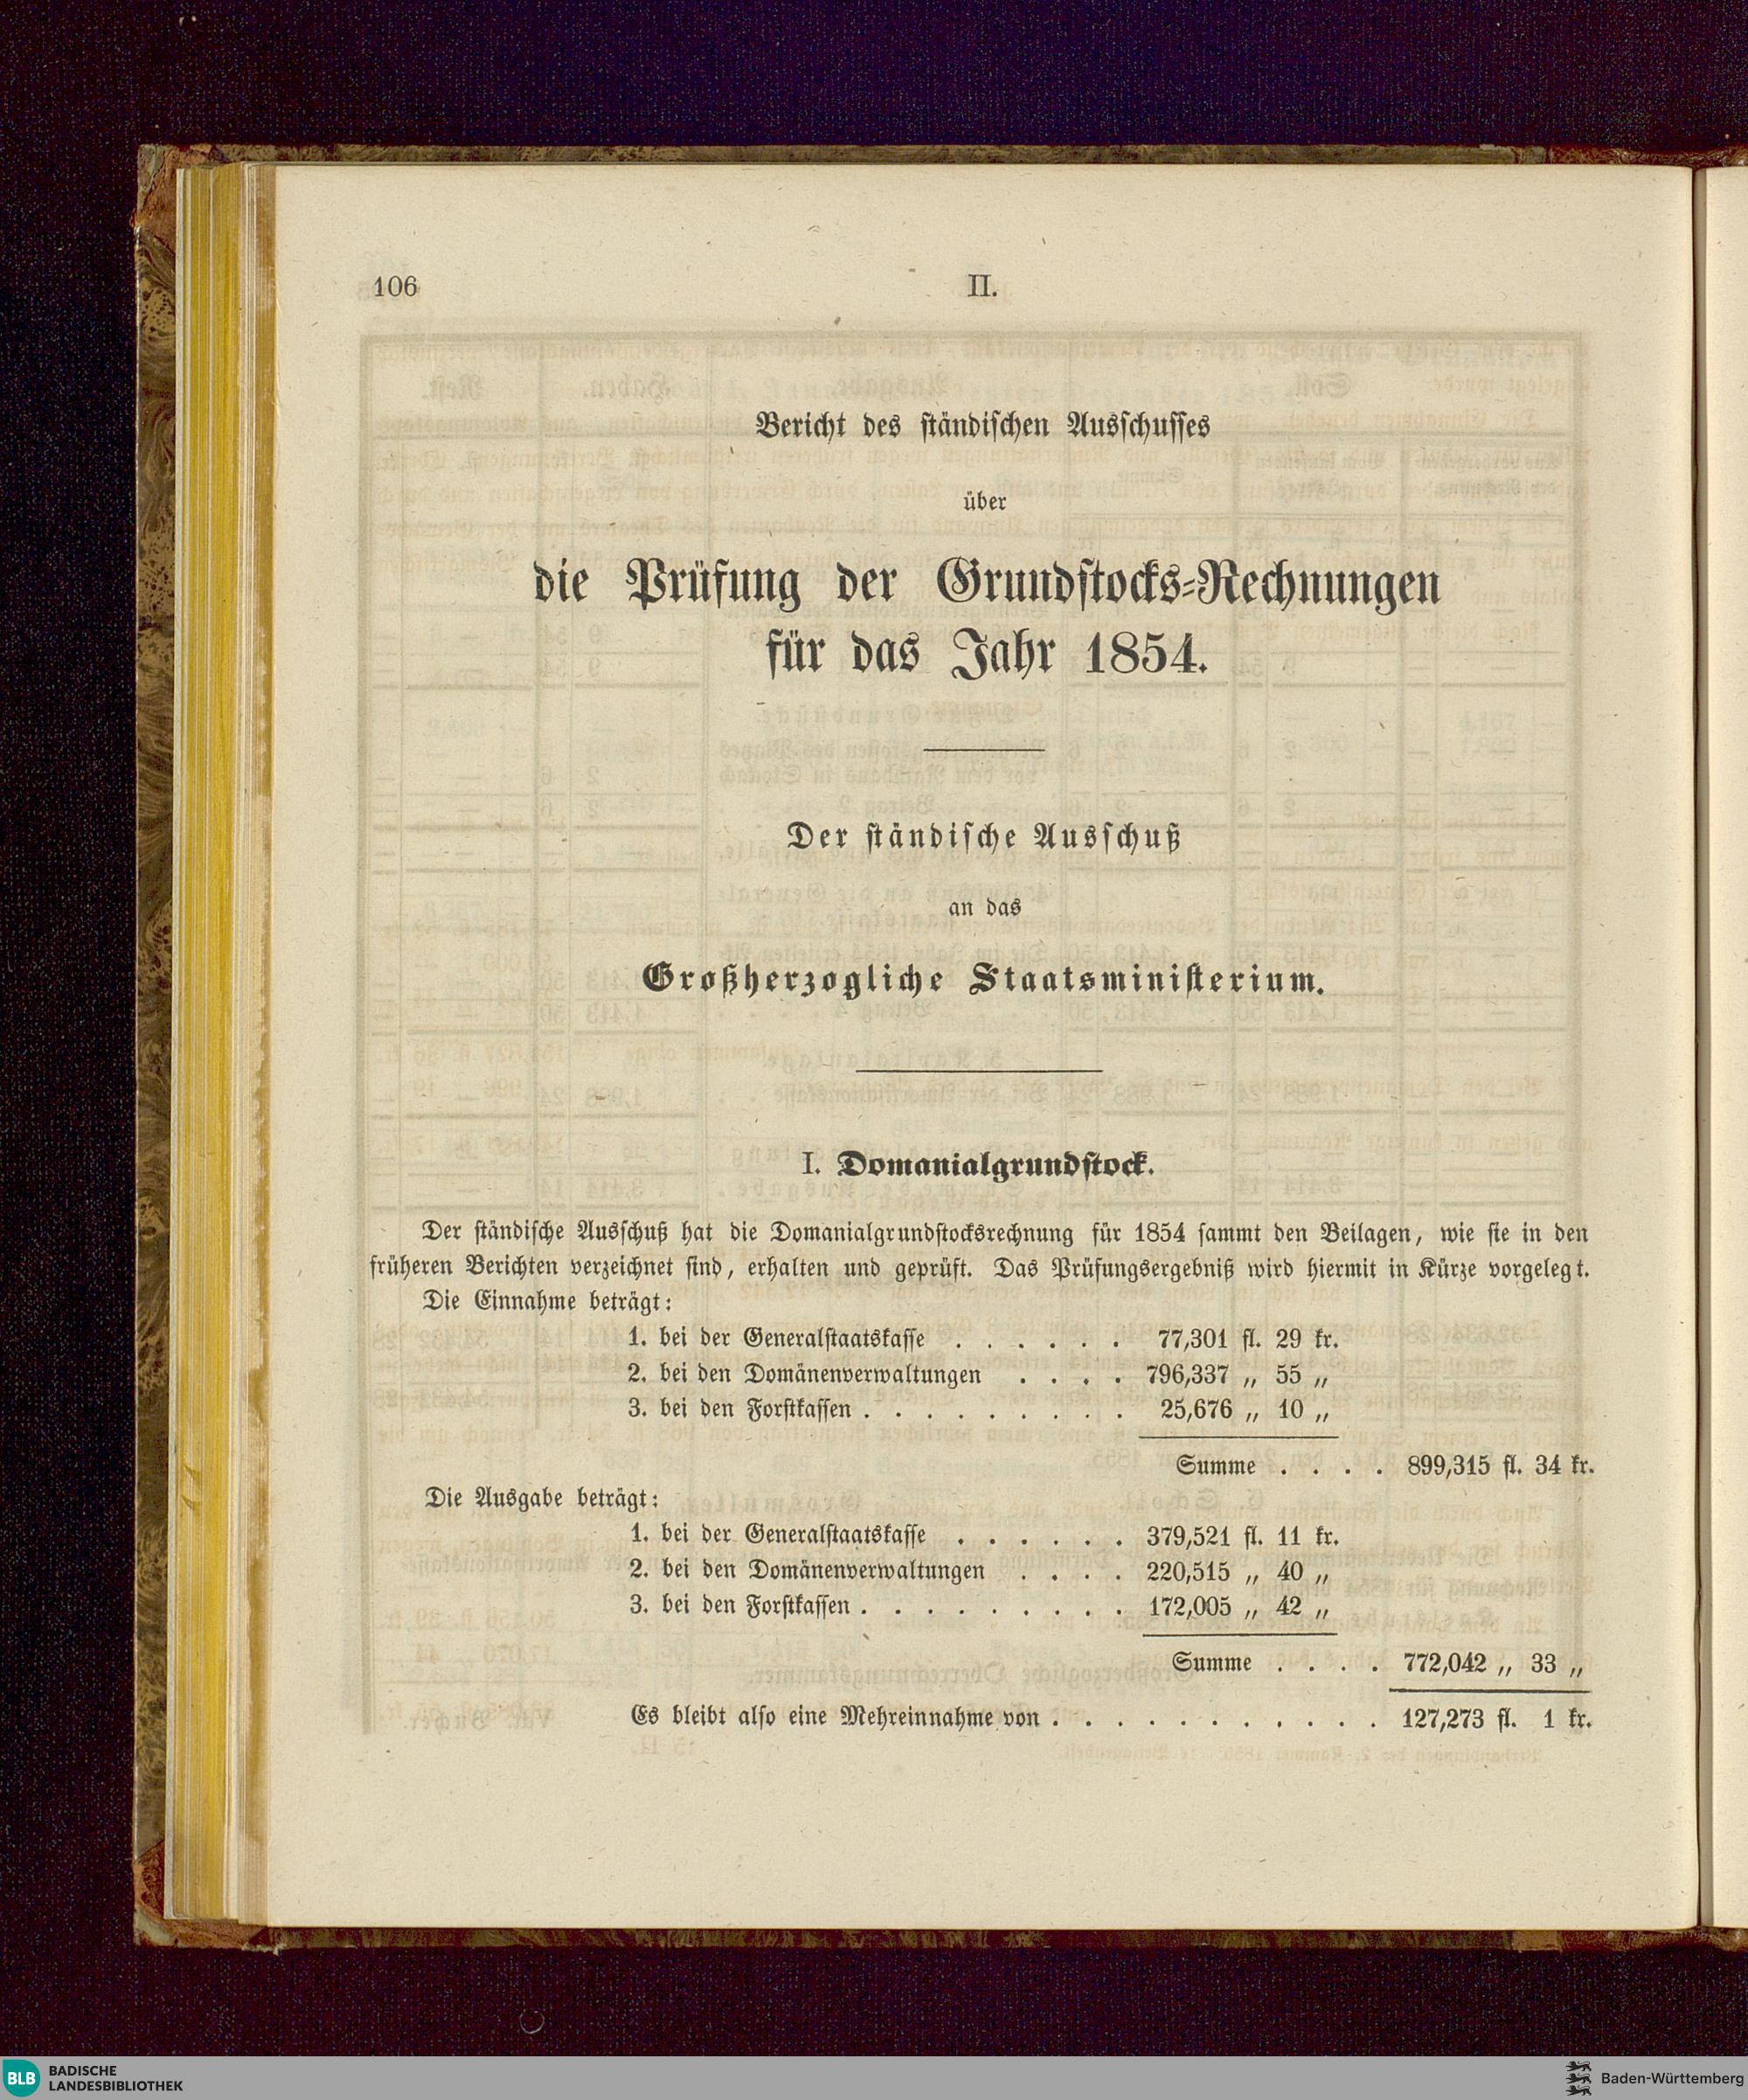 106
II.
Bericht des ständischen Ausschusses
über
die Prüfung der Grundstocks-Rechnungen
für das Jahr 1854.
Der ständische Ausschuß
an das
Großherzogliche Staatsministerium.
I. Domanialgrundstock.
Der ständische Ausschuß hat die Domanialgrundstocksrechnung für 1854 sammt den Beilagen, wie sie in den
früheren Berichten verzeichnet sind, erhalten und geprüft. Das Prüfungsergebniß wird hiermit in Kürze vorgelegt.
Die Einnahme beträgt:
1. bei der Generalstaatskasse . . . . . . 77,301 fl. 29 kr.
2. bei den Domänenverwaltungen . . . . 796,337 „ 55 „
3. bei den Forstkassen . . . . . . . . . 25,676 „ 10 „
Summe . . . . 899,315 fl. 34 kr.
Die Ausgabe beträgt:
1. bei der Generalstaatskasse . . . . . . 379,521 fl. 11 kr.
2. bei den Domänenverwaltungen . . . . 220,515 „ 40 „
3. bei den Forstkassen . . . . . . . . . 172,005 „ 42 „
Summe . . . . 772,042 „ 33 „
Es bleibt also eine Mehreinnahme von . . . . . . . . . . . 127,273 fl. 1 kr.
BLB BADISCHE
LANDESBIBLIOTHEK
Baden-Württemberg